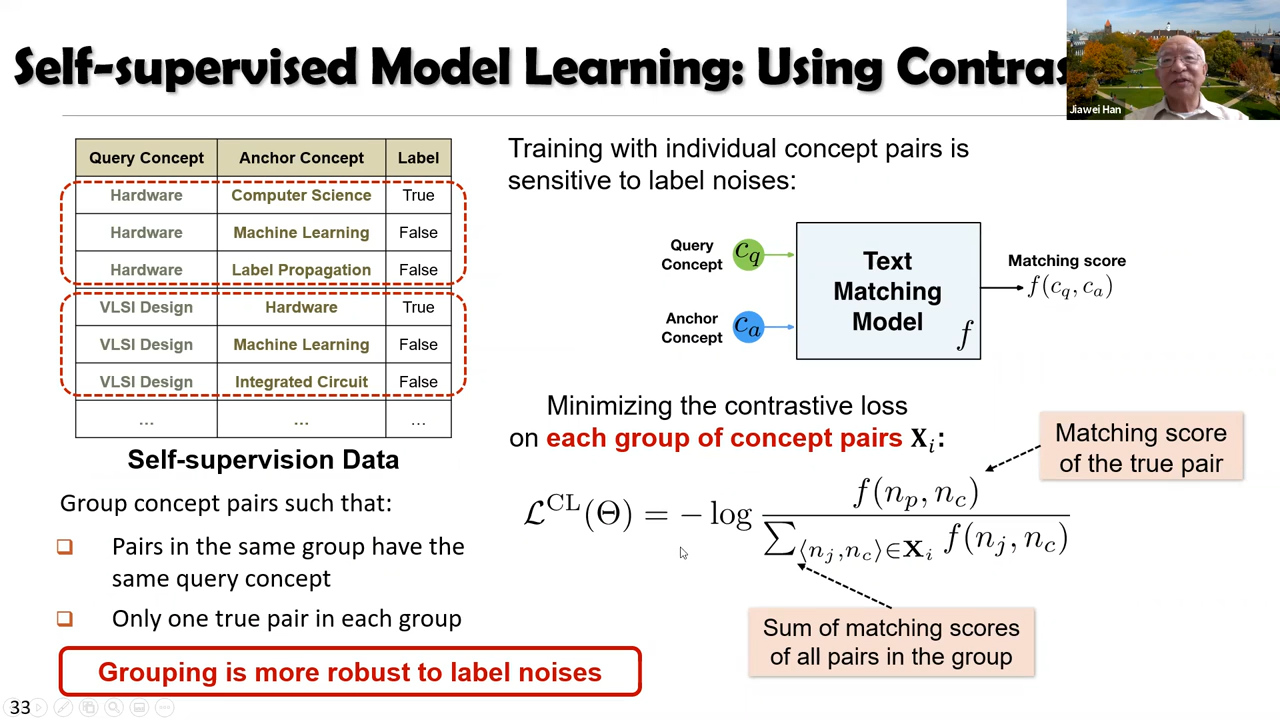 Self-supervised Model Learning: Using Contras
Jiawei Han
Query Concept Anchor Concept Label
Hardware Computer Science True
Hardware Machine Learning False
Hardware Label Propagation False
VLSI Design Hardware True
VLSI Design Machine Learning False
VLSI Design Integrated Circuit False
... ... ...
Self-supervision Data
Group concept pairs such that:
Pairs in the same group have the
same query concept
Only one true pair in each group
Grouping is more robust to label noises
Training with individual concept pairs is
sensitive to label noises:
Query
Concept
c_q
Anchor
Concept
c_a
Text
Matching
Model
f
Matching score
f(c_q, c_a)
Minimizing the contrastive loss
on each group of concept pairs X_i:
Matching score
of the true pair
ℒ^CL(Θ) = − log f(n_p, n_c) / ∑_⟨n_j,n_c⟩∈X_i f(n_j, n_c)
Sum of matching scores
of all pairs in the group
33